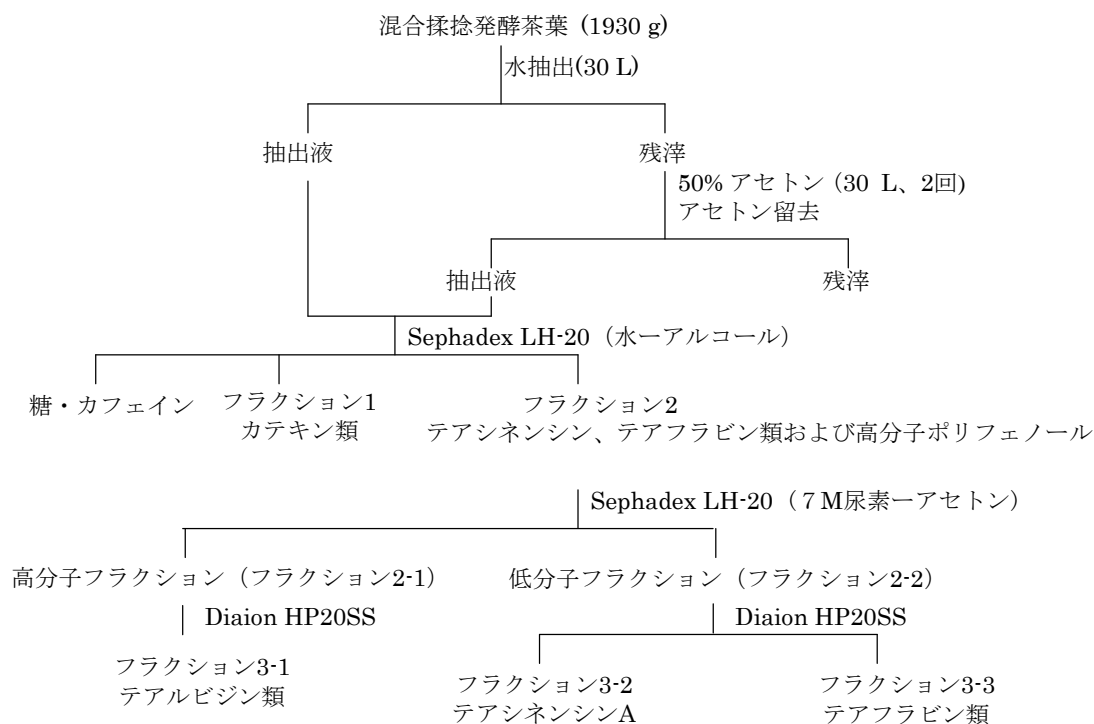 混合揉捻発酵茶葉 (1930 g)
水抽出(30 L)
抽出液
残滓
50% アセトン (30 L、2回)
アセトン留去
抽出液
残滓
Sephadex LH-20（水ーアルコール）
糖・カフェイン
フラクション1
カテキン類
フラクション2
テアシネンシン、テアフラビン類および高分子ポリフェノール
Sephadex LH-20（７M尿素ーアセトン）
高分子フラクション（フラクション2-1）
低分子フラクション（フラクション2-2）
Diaion HP20SS
Diaion HP20SS
フラクション3-1
テアルビジン類
フラクション3-2
テアシネンシンA
フラクション3-3
テアフラビン類